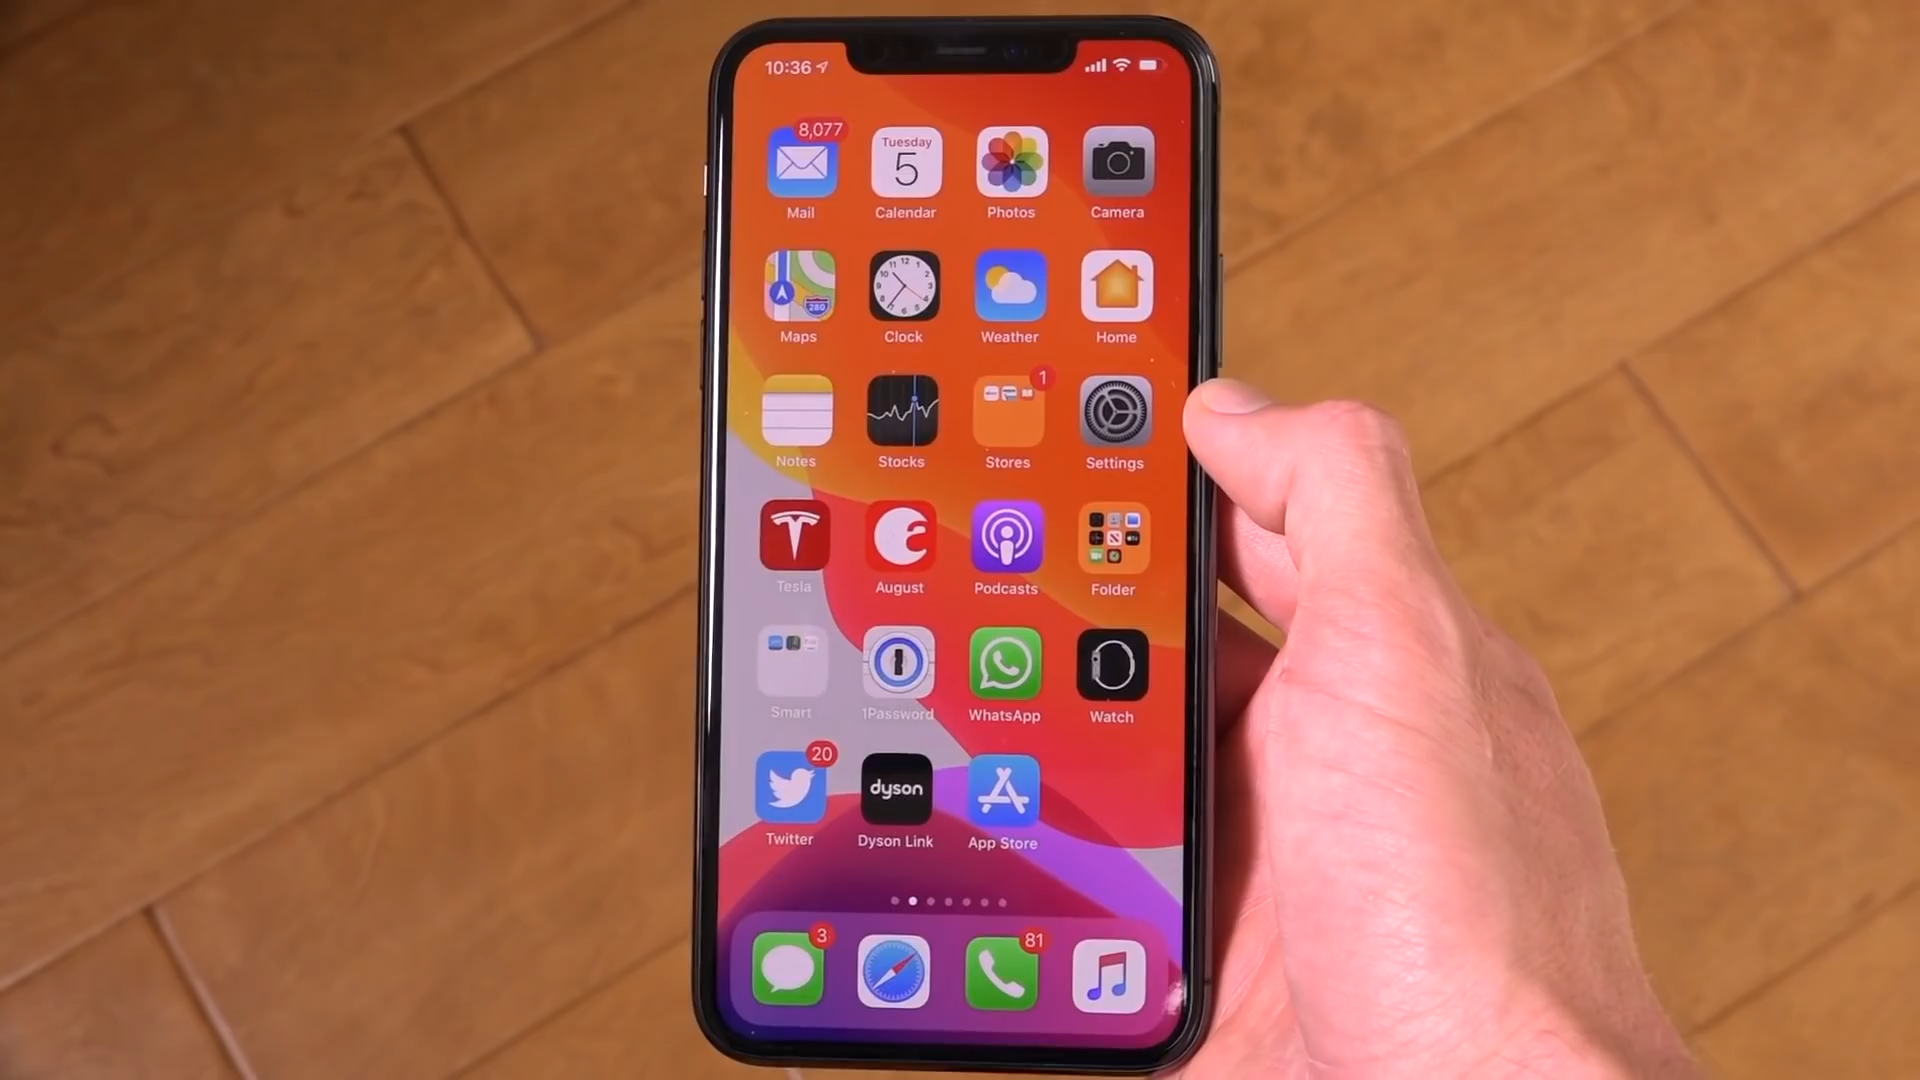 10:36
8,077
Tuesday
5
Mail Calendar Photos Camera
280
Maps Clock Weather Home
1
Notes Stocks Stores Settings
Tesla August Podcasts Folder
Smart 1Password WhatsApp Watch
20
dyson
Twitter Dyson Link App Store
3 81